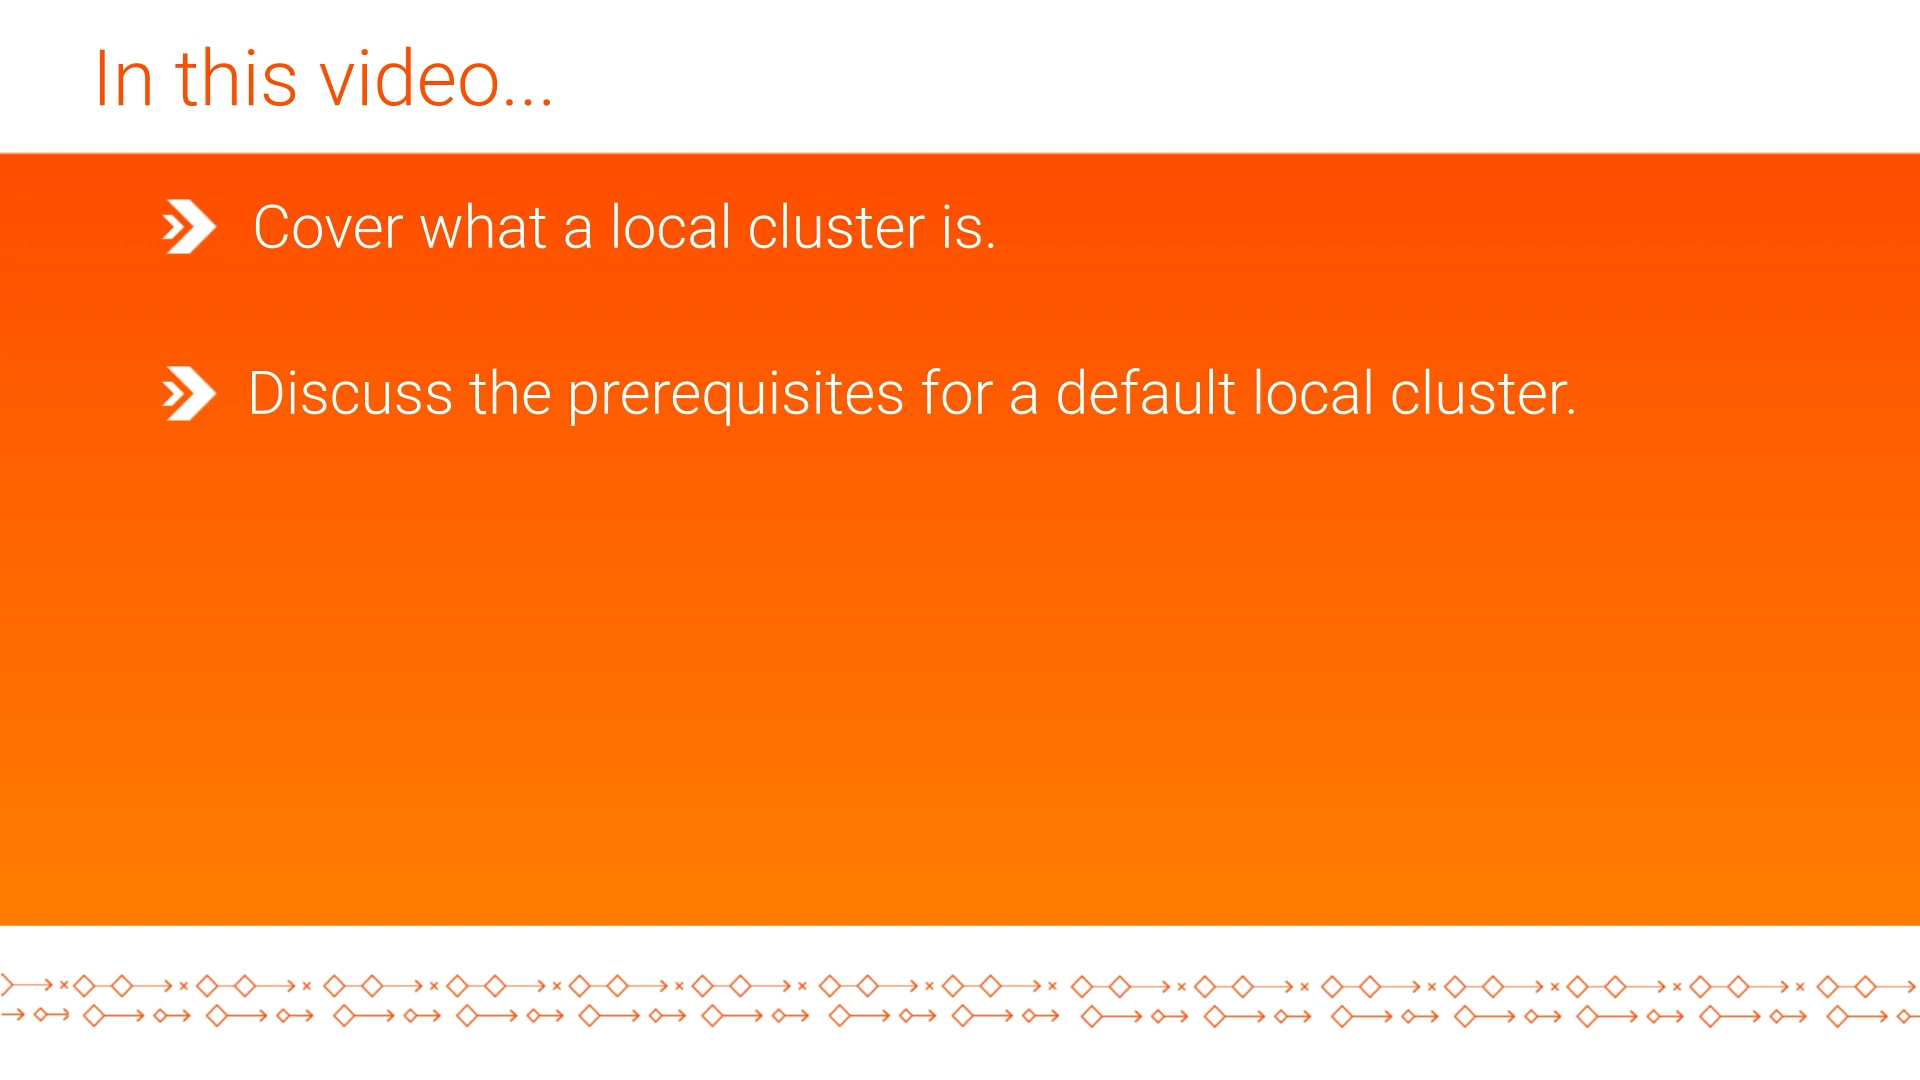 In this video...
Cover what a local cluster is.
Discuss the prerequisites for a default local cluster.